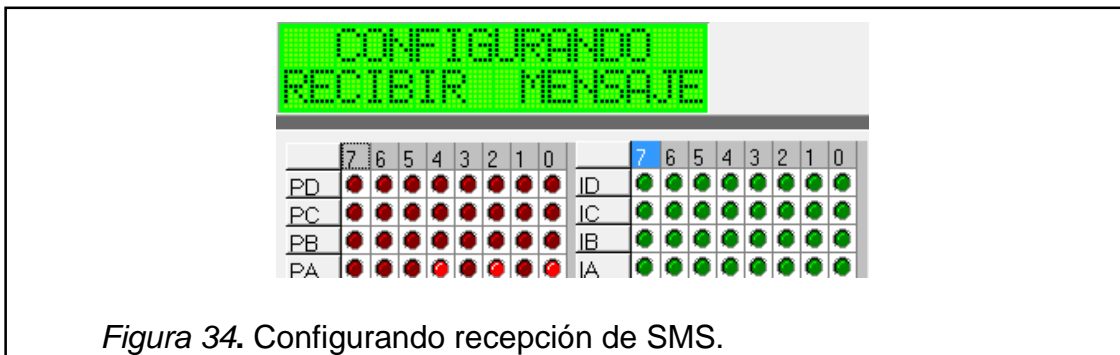 CONFIGURANDO
RECIBIR MENSAJE
7 6 5 4 3 2 1 0 7 6 5 4 3 2 1 0
PD ID
PC IC
PB IB
PA IA
Figura 34. Configurando recepción de SMS.